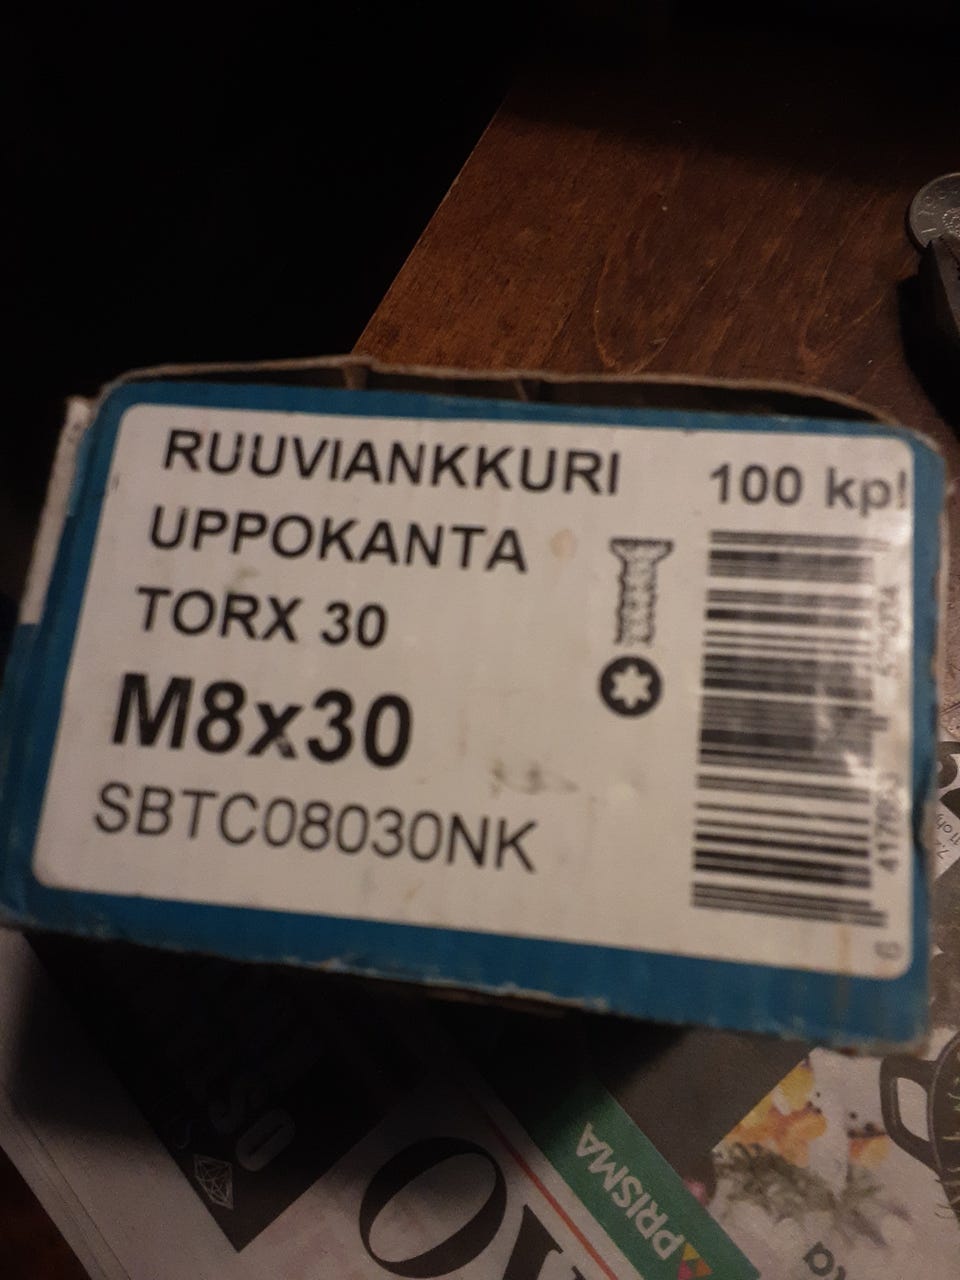 RUUVIANKKURI
100 kpl
UPPOKANTA
TORX 30
M8x30
SBTC08030NK
PRISMA